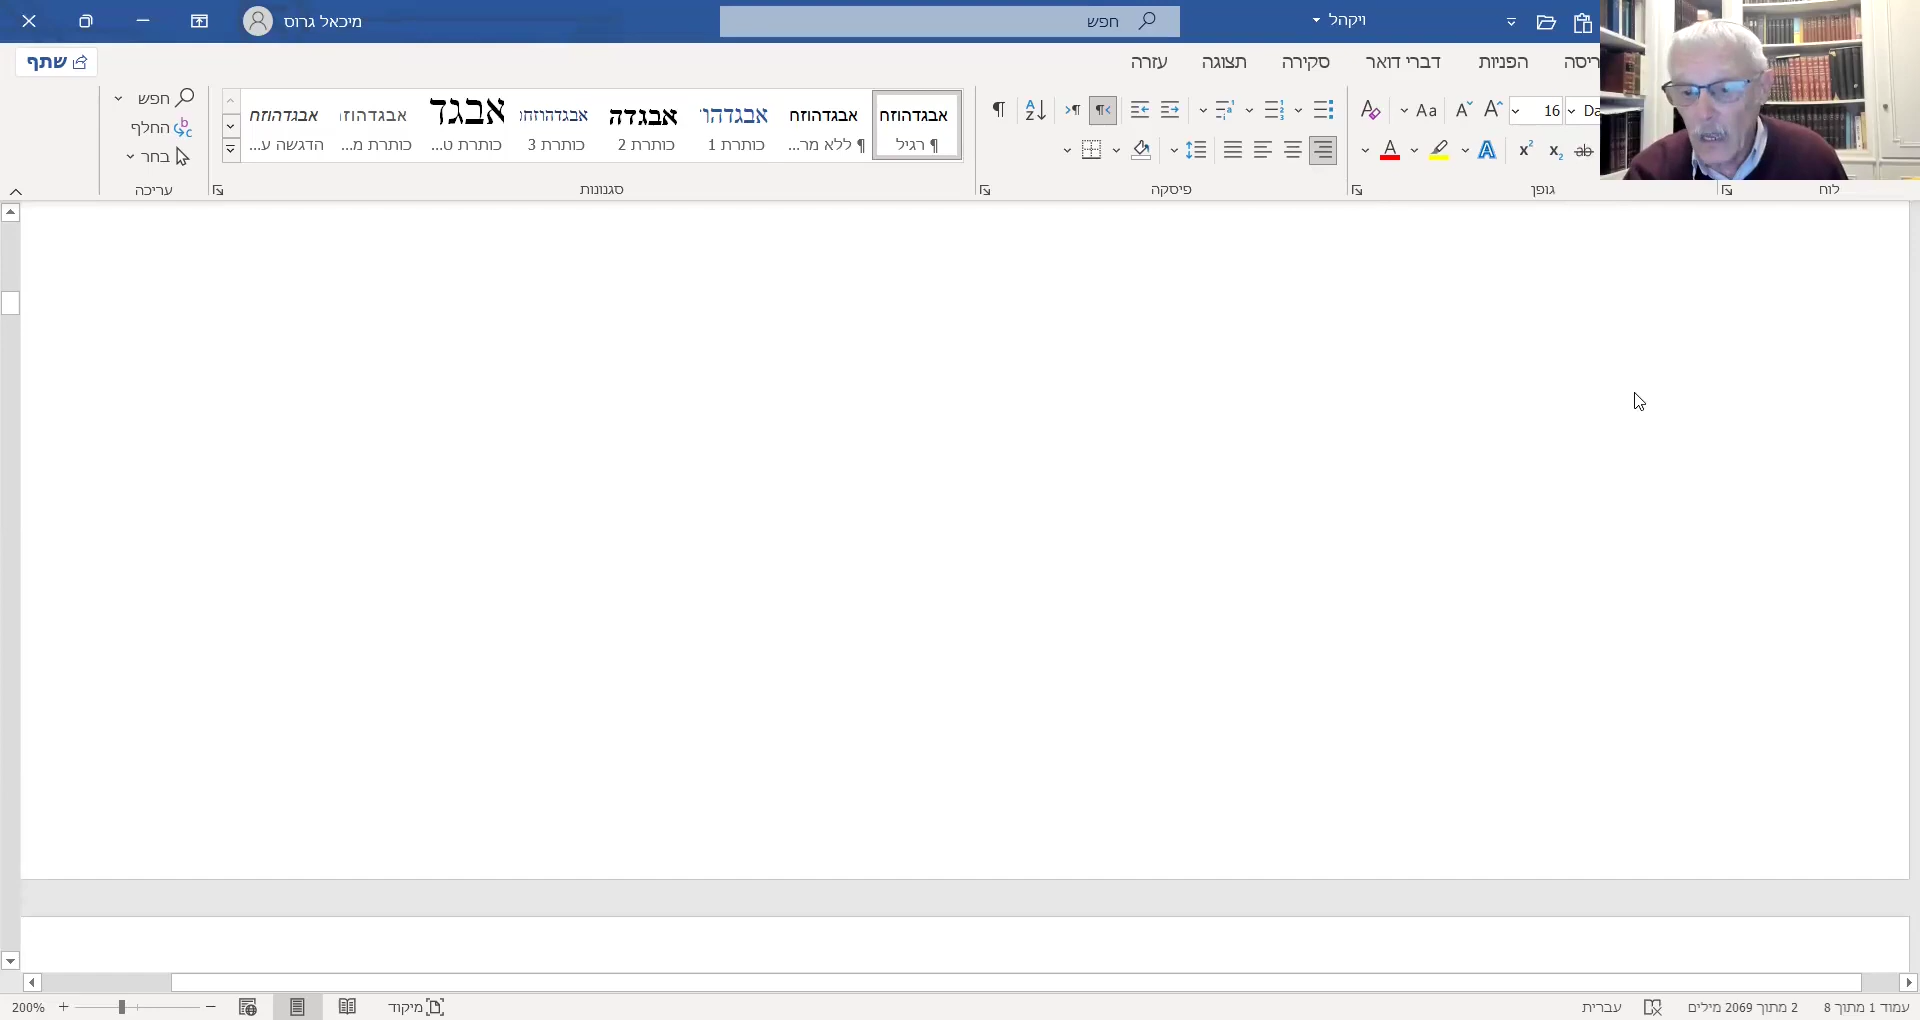 ויקהל
חפש
מיכאל גרוס
הפניות
דברי דואר
סקירה
תצוגה
עזרה
שתף
16
Aa
אבגדהוזח
אבגדהוזח
אבגדהו
אבגדה
אבגדהוזח
אבגד
אבגדהוזח
אבגדהוזח
¶ רגיל
¶ ללא מר...
כותרת 1
כותרת 2
כותרת 3
כותרת ט...
כותרת מ...
הדגשה ע...
חפש
החלף
בחר
לוח
גופן
פיסקה
סגנונות
עריכה
עמוד 1 מתוך 8
2 מתוך 2069 מילים
עברית
מיקוד
200%